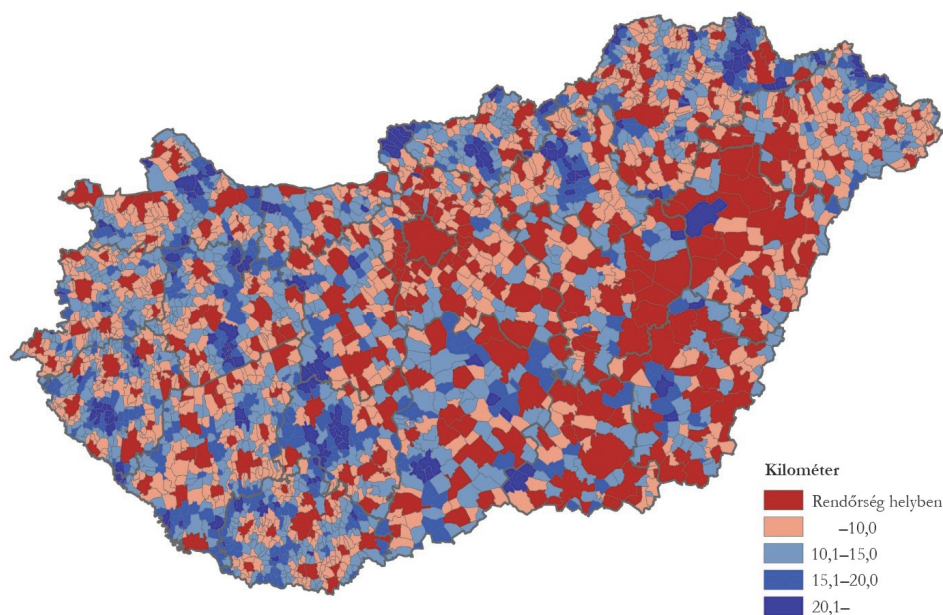 Kilométer
Rendőrség helyben
–10,0
10,1–15,0
15,1–20,0
20,1–